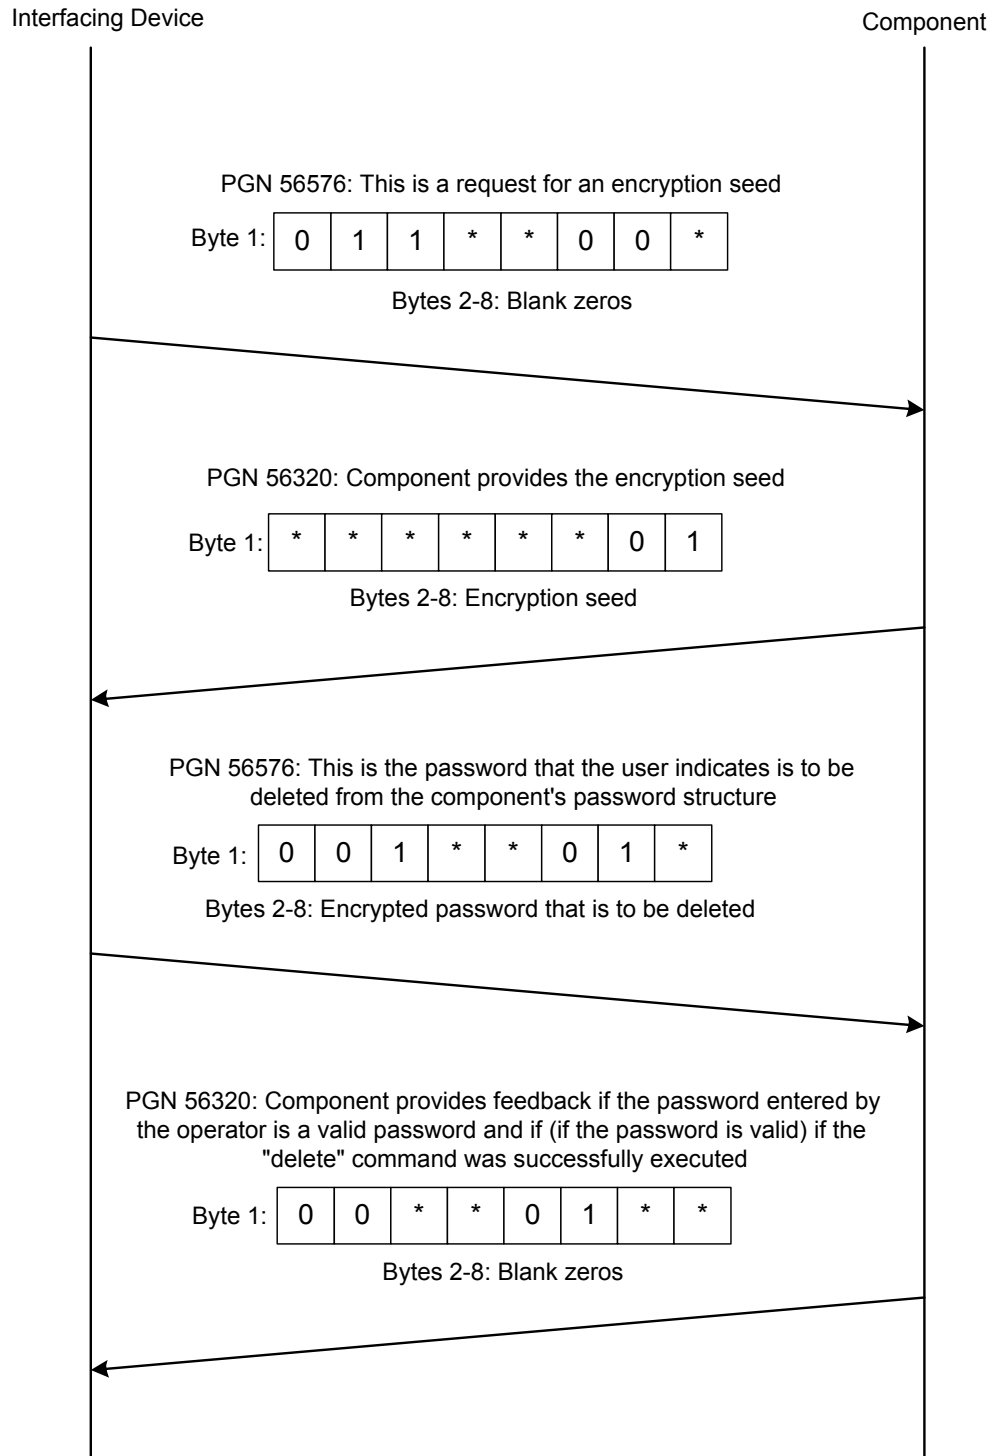 Interfacing Device
Component
PGN 56576: This is a request for an encryption seed
Byte 1: 0 1 1 * * 0 0 *
Bytes 2-8: Blank zeros
PGN 56320: Component provides the encryption seed
Byte 1: * * * * * * 0 1
Bytes 2-8: Encryption seed
PGN 56576: This is the password that the user indicates is to be
deleted from the component's password structure
Byte 1: 0 0 1 * * 0 1 *
Bytes 2-8: Encrypted password that is to be deleted
PGN 56320: Component provides feedback if the password entered by
the operator is a valid password and if (if the password is valid) if the
"delete" command was successfully executed
Byte 1: 0 0 * * 0 1 * *
Bytes 2-8: Blank zeros